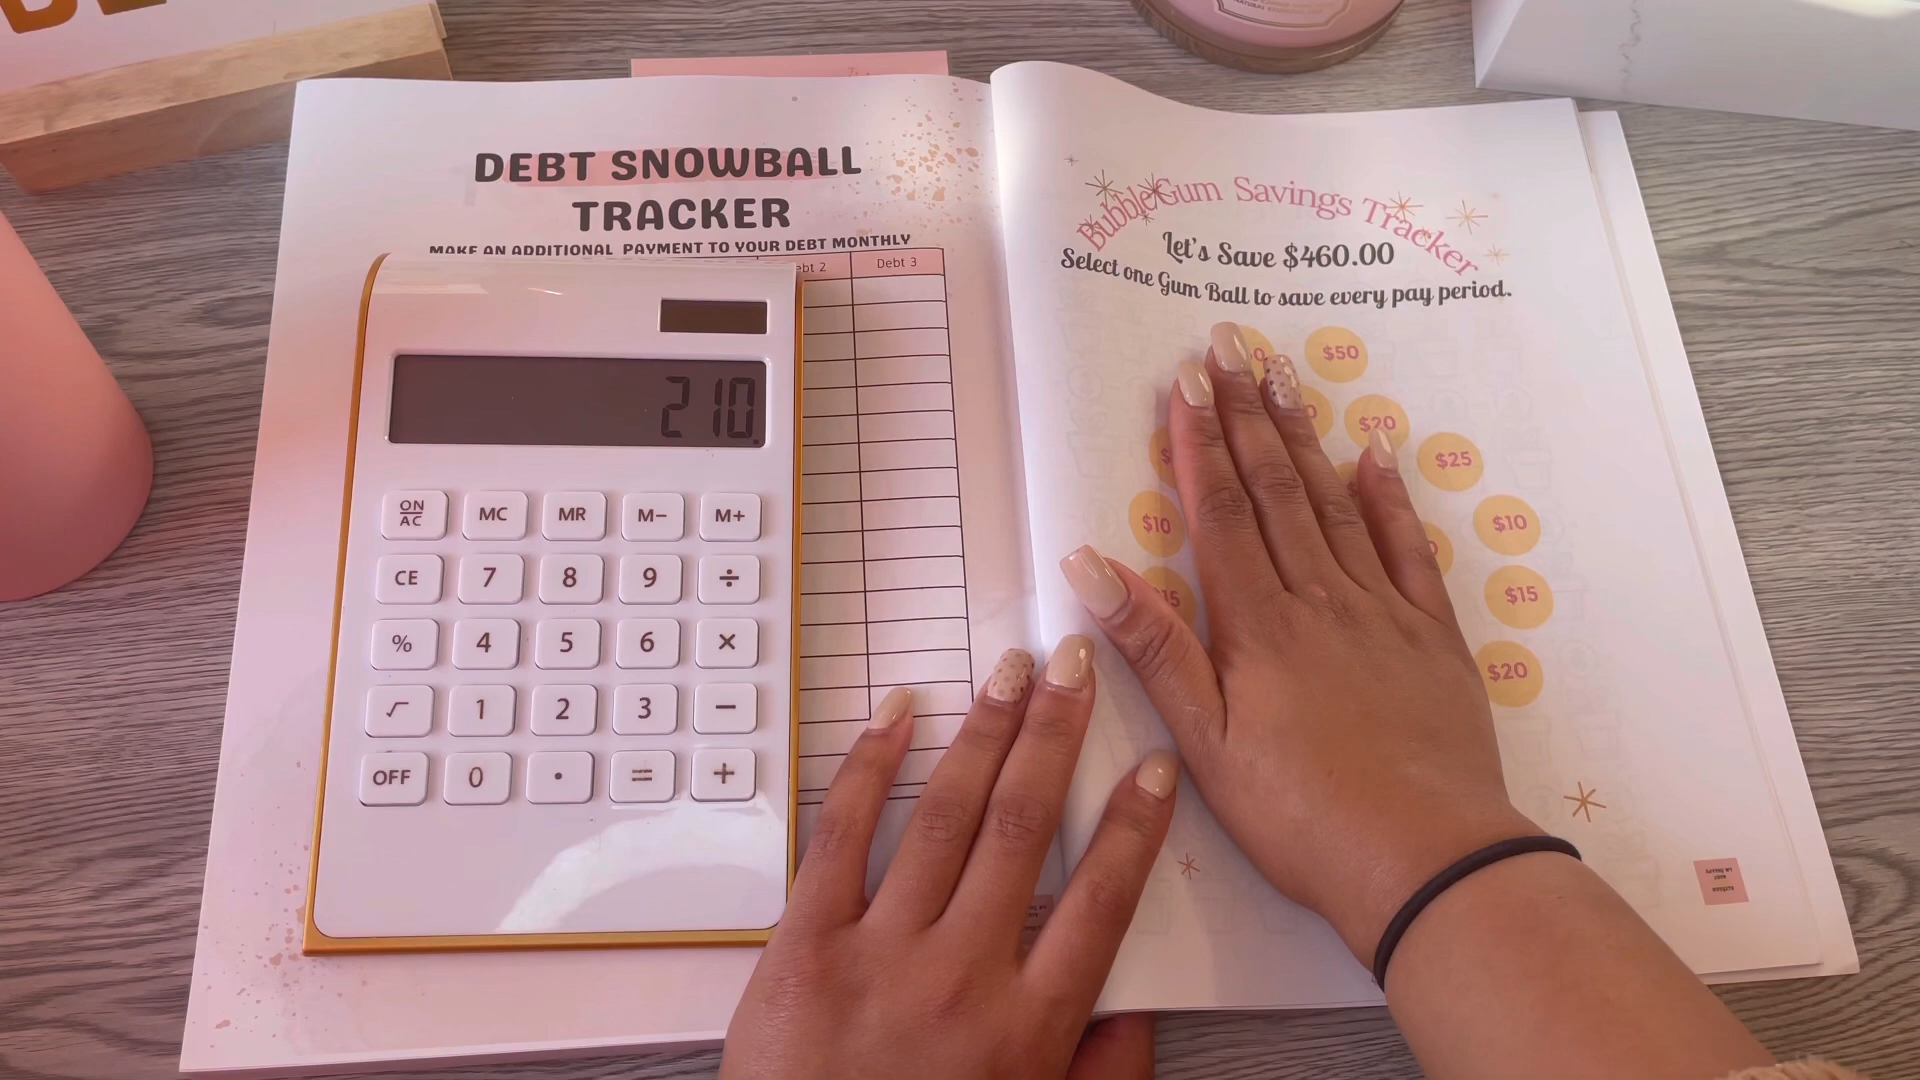 DEBT SNOWBALL
TRACKER
MAKE AN ADDITIONAL PAYMENT TO YOUR DEBT MONTHLY
Debt 3
210.
ON
AC
MC
MR
M−
M+
CE
7
8
9
÷
%
4
5
6
×
√
1
2
3
−
OFF
0
.
=
+
Bubble Gum Savings Tracker
Let's Save $460.00
Select one Gum Ball to save every pay period.
$50
$20
$25
$10
$10
$15
$20